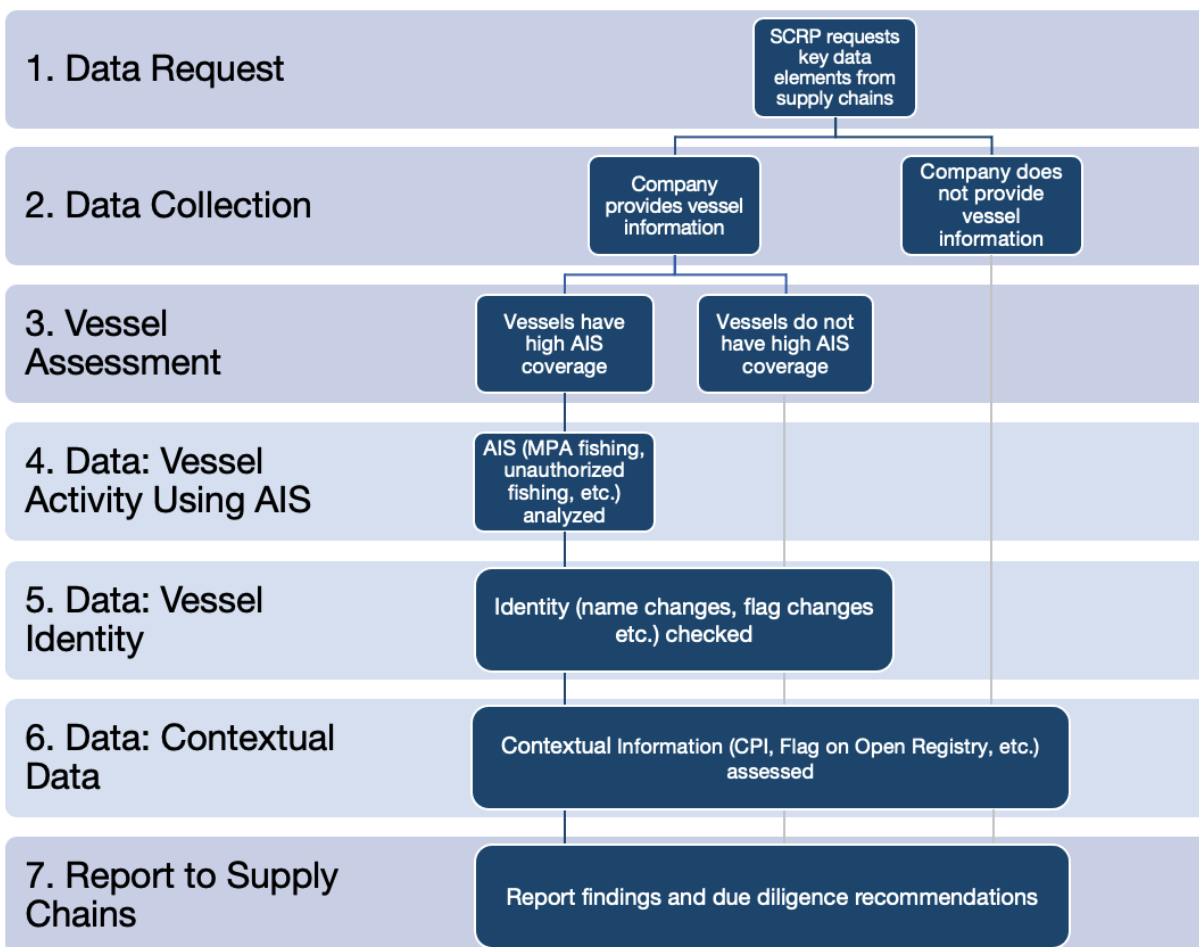 1. Data Request
SCRP requests
key data
elements from
supply chains
2. Data Collection
Company
provides vessel
information
Company does
not provide
vessel
information
3. Vessel
Assessment
Vessels have
high AIS
coverage
Vessels do not
have high AIS
coverage
4. Data: Vessel
Activity Using AIS
AIS (MPA fishing,
unauthorized
fishing, etc.)
analyzed
5. Data: Vessel
Identity
Identity (name changes, flag changes
etc.) checked
6. Data: Contextual
Data
Contextual Information (CPI, Flag on Open Registry, etc.)
assessed
7. Report to Supply
Chains
Report findings and due diligence recommendations